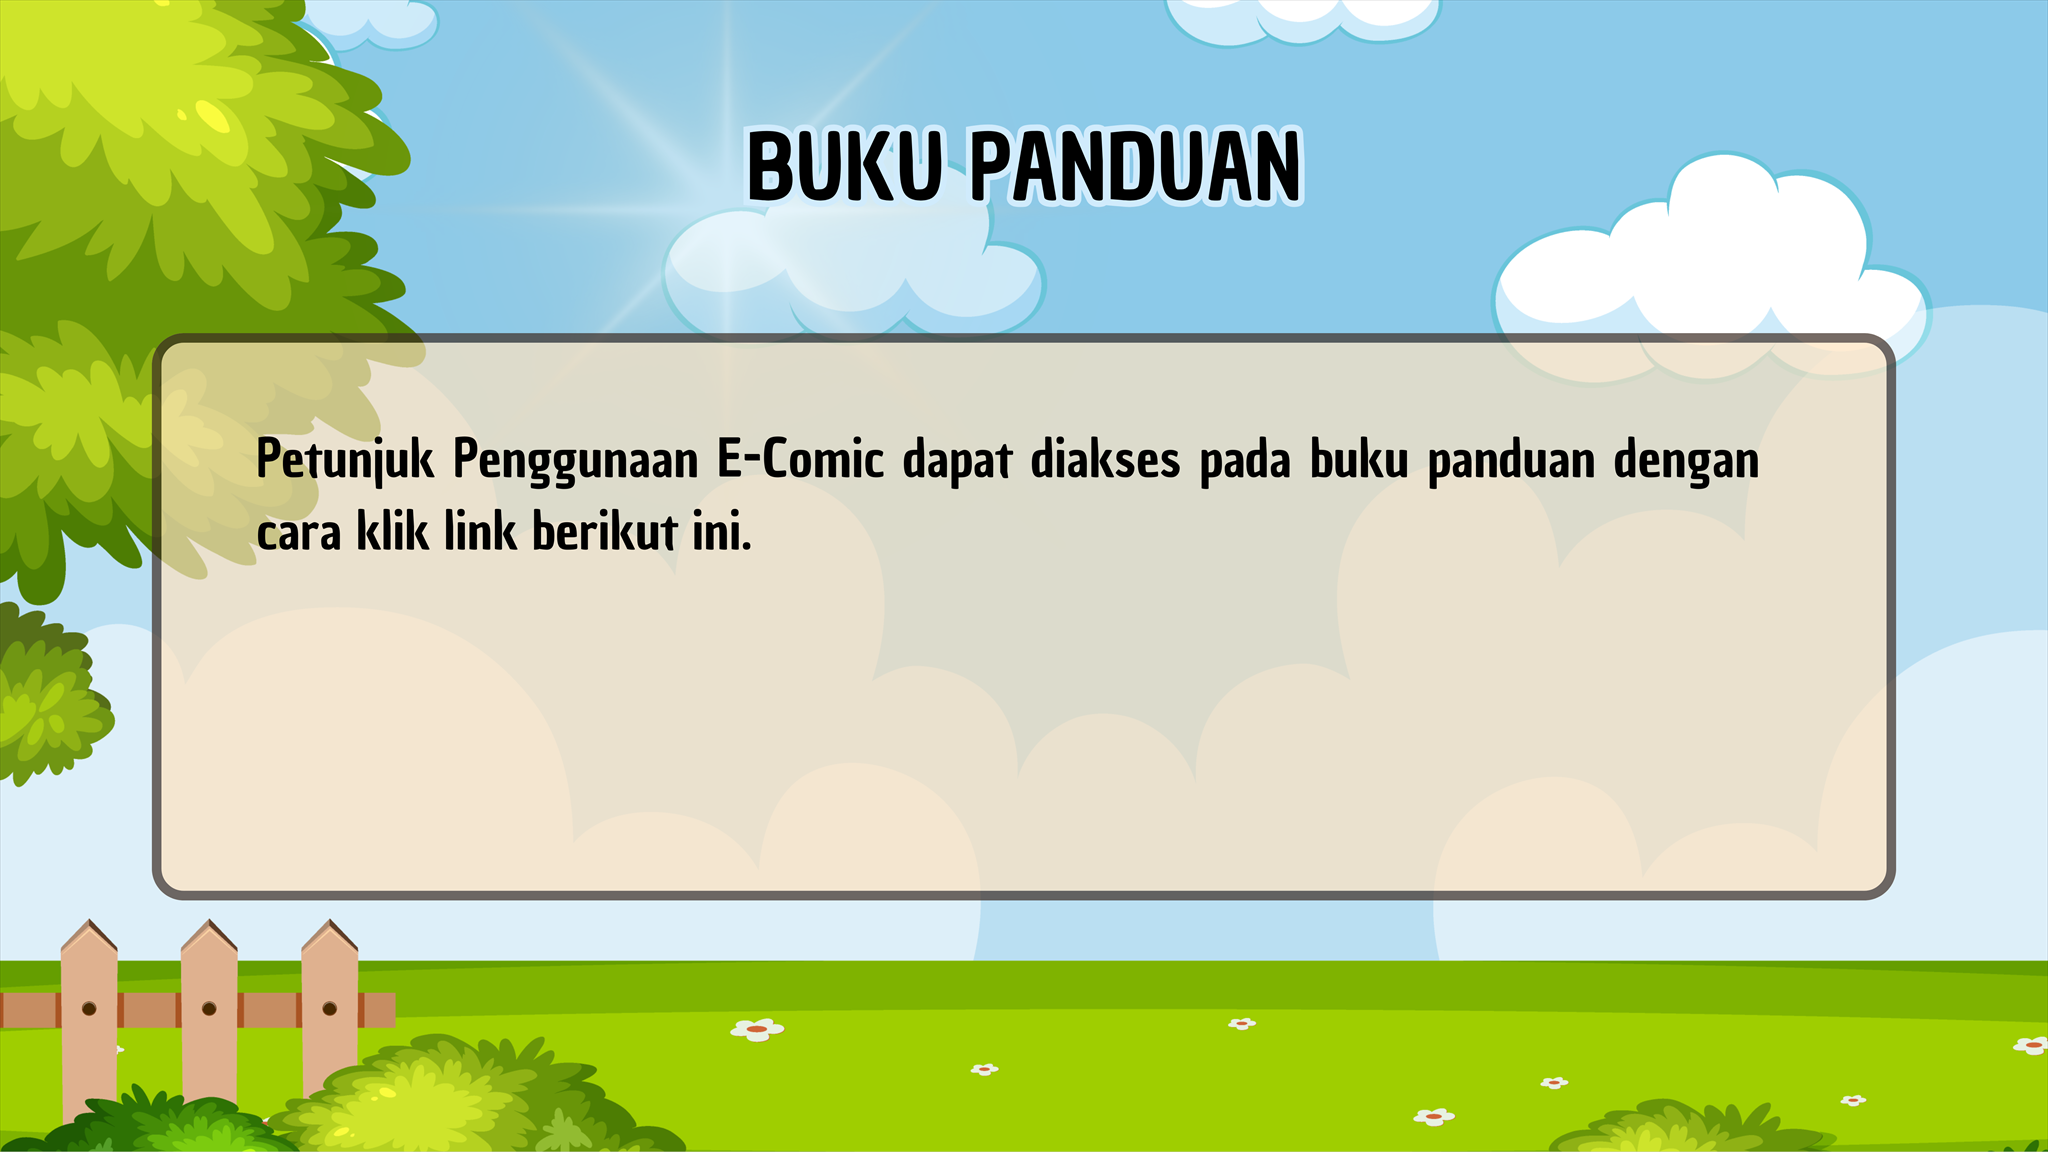 BUKU PANDUAN
Petunjuk Penggunaan E-Comic dapat diakses pada buku panduan dengan
cara klik link berikut ini.